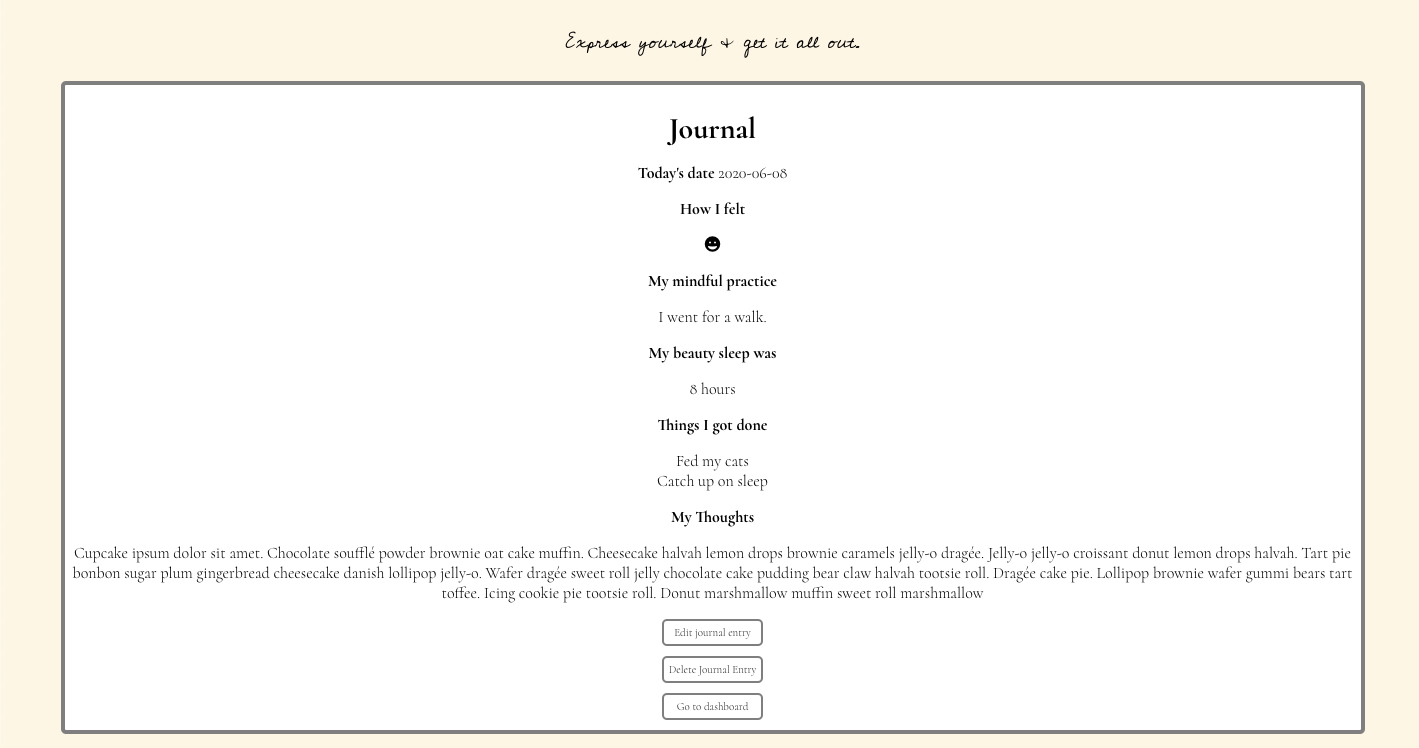 Express yourself & get it all out.
Journal
Today's date 2020-06-08
How I felt
My mindful practice
I went for a walk.
My beauty sleep was
8 hours
Things I got done
Fed my cats
Catch up on sleep
My Thoughts
Cupcake ipsum dolor sit amet. Chocolate soufflé powder brownie oat cake muffin. Cheesecake halvah lemon drops brownie caramels jelly-o dragée. Jelly-o jelly-o croissant donut lemon drops halvah. Tart pie
bonbon sugar plum gingerbread cheesecake danish lollipop jelly-o. Wafer dragée sweet roll jelly chocolate cake pudding bear claw halvah tootsie roll. Dragée cake pie. Lollipop brownie wafer gummi bears tart
toffee. Icing cookie pie tootsie roll. Donut marshmallow muffin sweet roll marshmallow
Edit journal entry
Delete Journal Entry
Go to dashboard